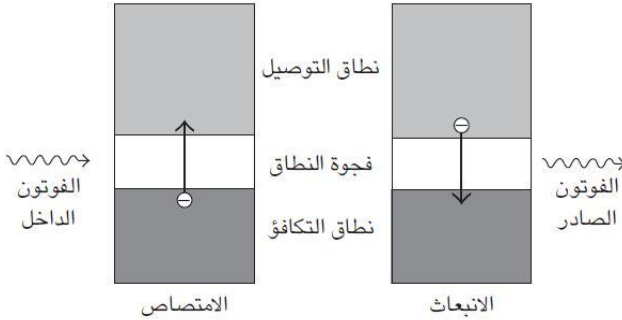 نطاق التوصيل
فجوة النطاق
نطاق التكافؤ
الفوتون
الداخل
الفوتون
الصادر
الامتصاص
الانبعاث